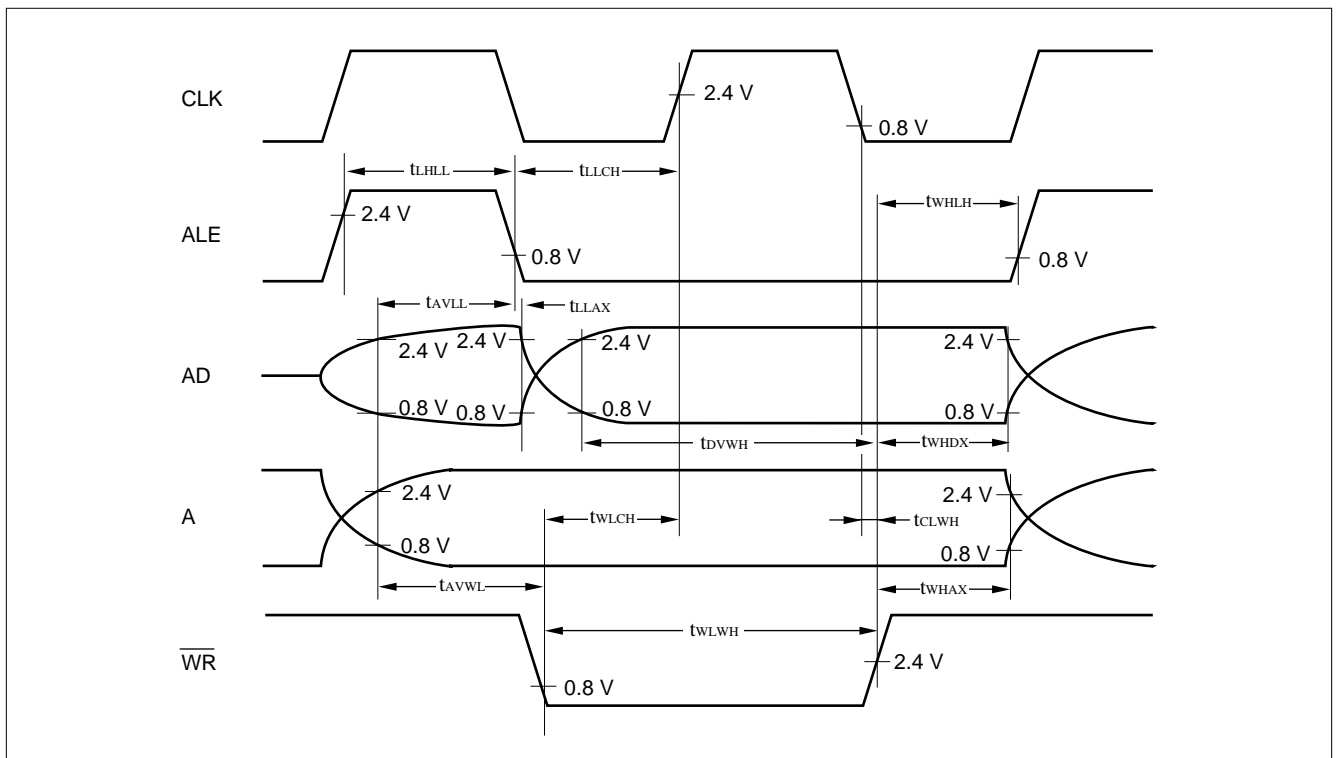 CLK
2.4 V
0.8 V
tLHLL
tLLCH
tWHLH
ALE
2.4 V
0.8 V
0.8 V
tAVLL
tLLAX
AD
2.4 V
2.4 V
2.4 V
2.4 V
0.8 V
0.8 V
0.8 V
0.8 V
tDVWH
tWHDX
A
2.4 V
2.4 V
tWLCH
tCLWH
0.8 V
0.8 V
tAVWL
tWHAX
tWLWH
WR
2.4 V
0.8 V